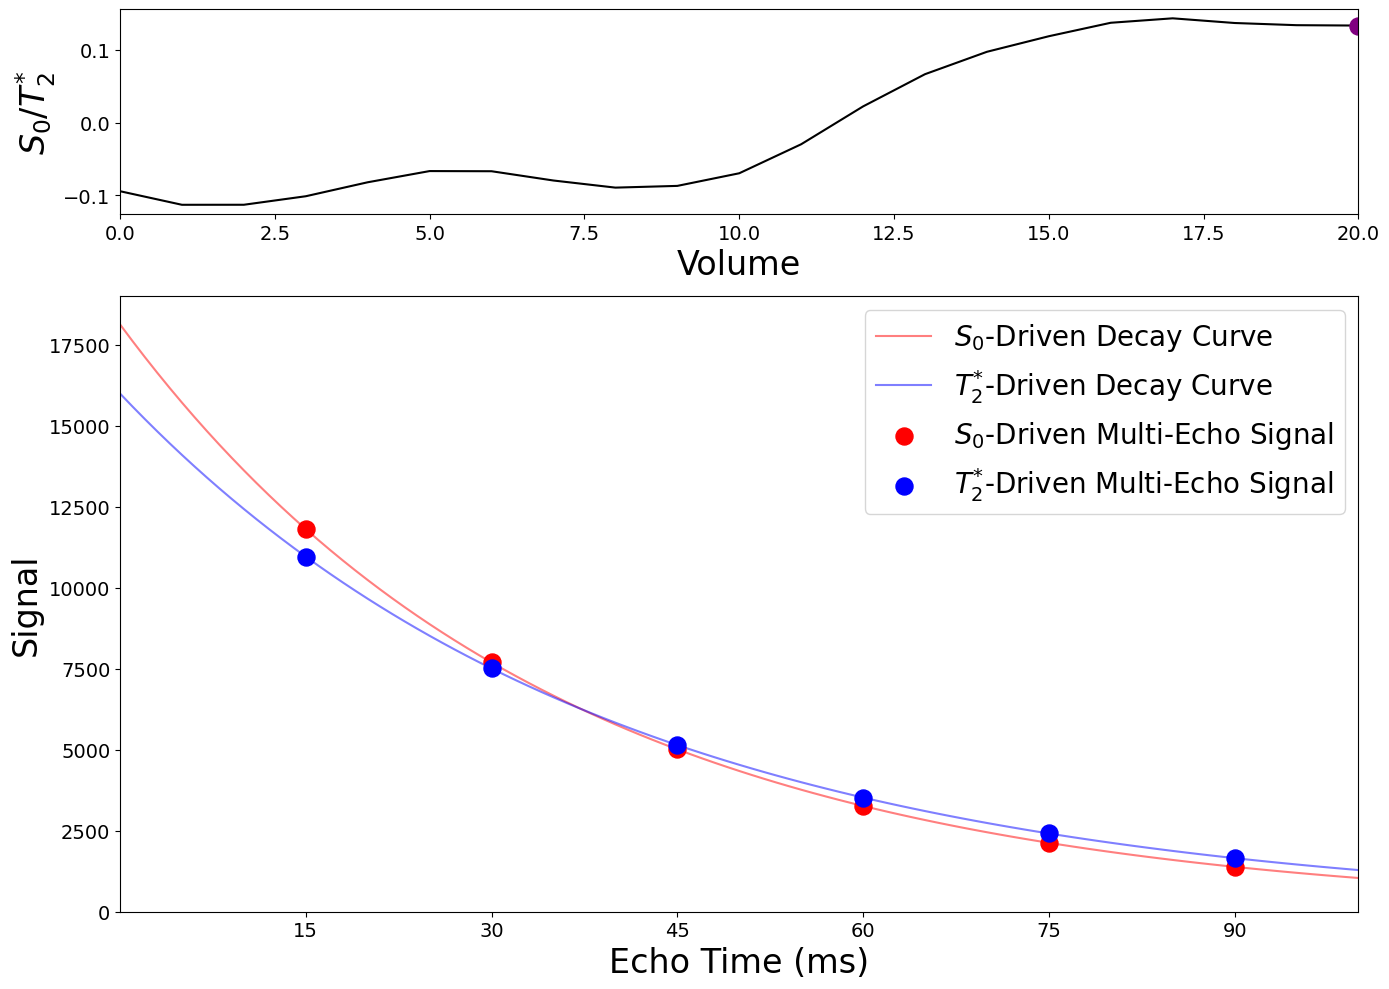 S₀/T₂*
0.1
0.0
−0.1
0.0 2.5 5.0 7.5 10.0 12.5 15.0 17.5 20.0
Volume
S₀-Driven Decay Curve
T₂*-Driven Decay Curve
S₀-Driven Multi-Echo Signal
T₂*-Driven Multi-Echo Signal
Signal
17500
15000
12500
10000
7500
5000
2500
0
15 30 45 60 75 90
Echo Time (ms)